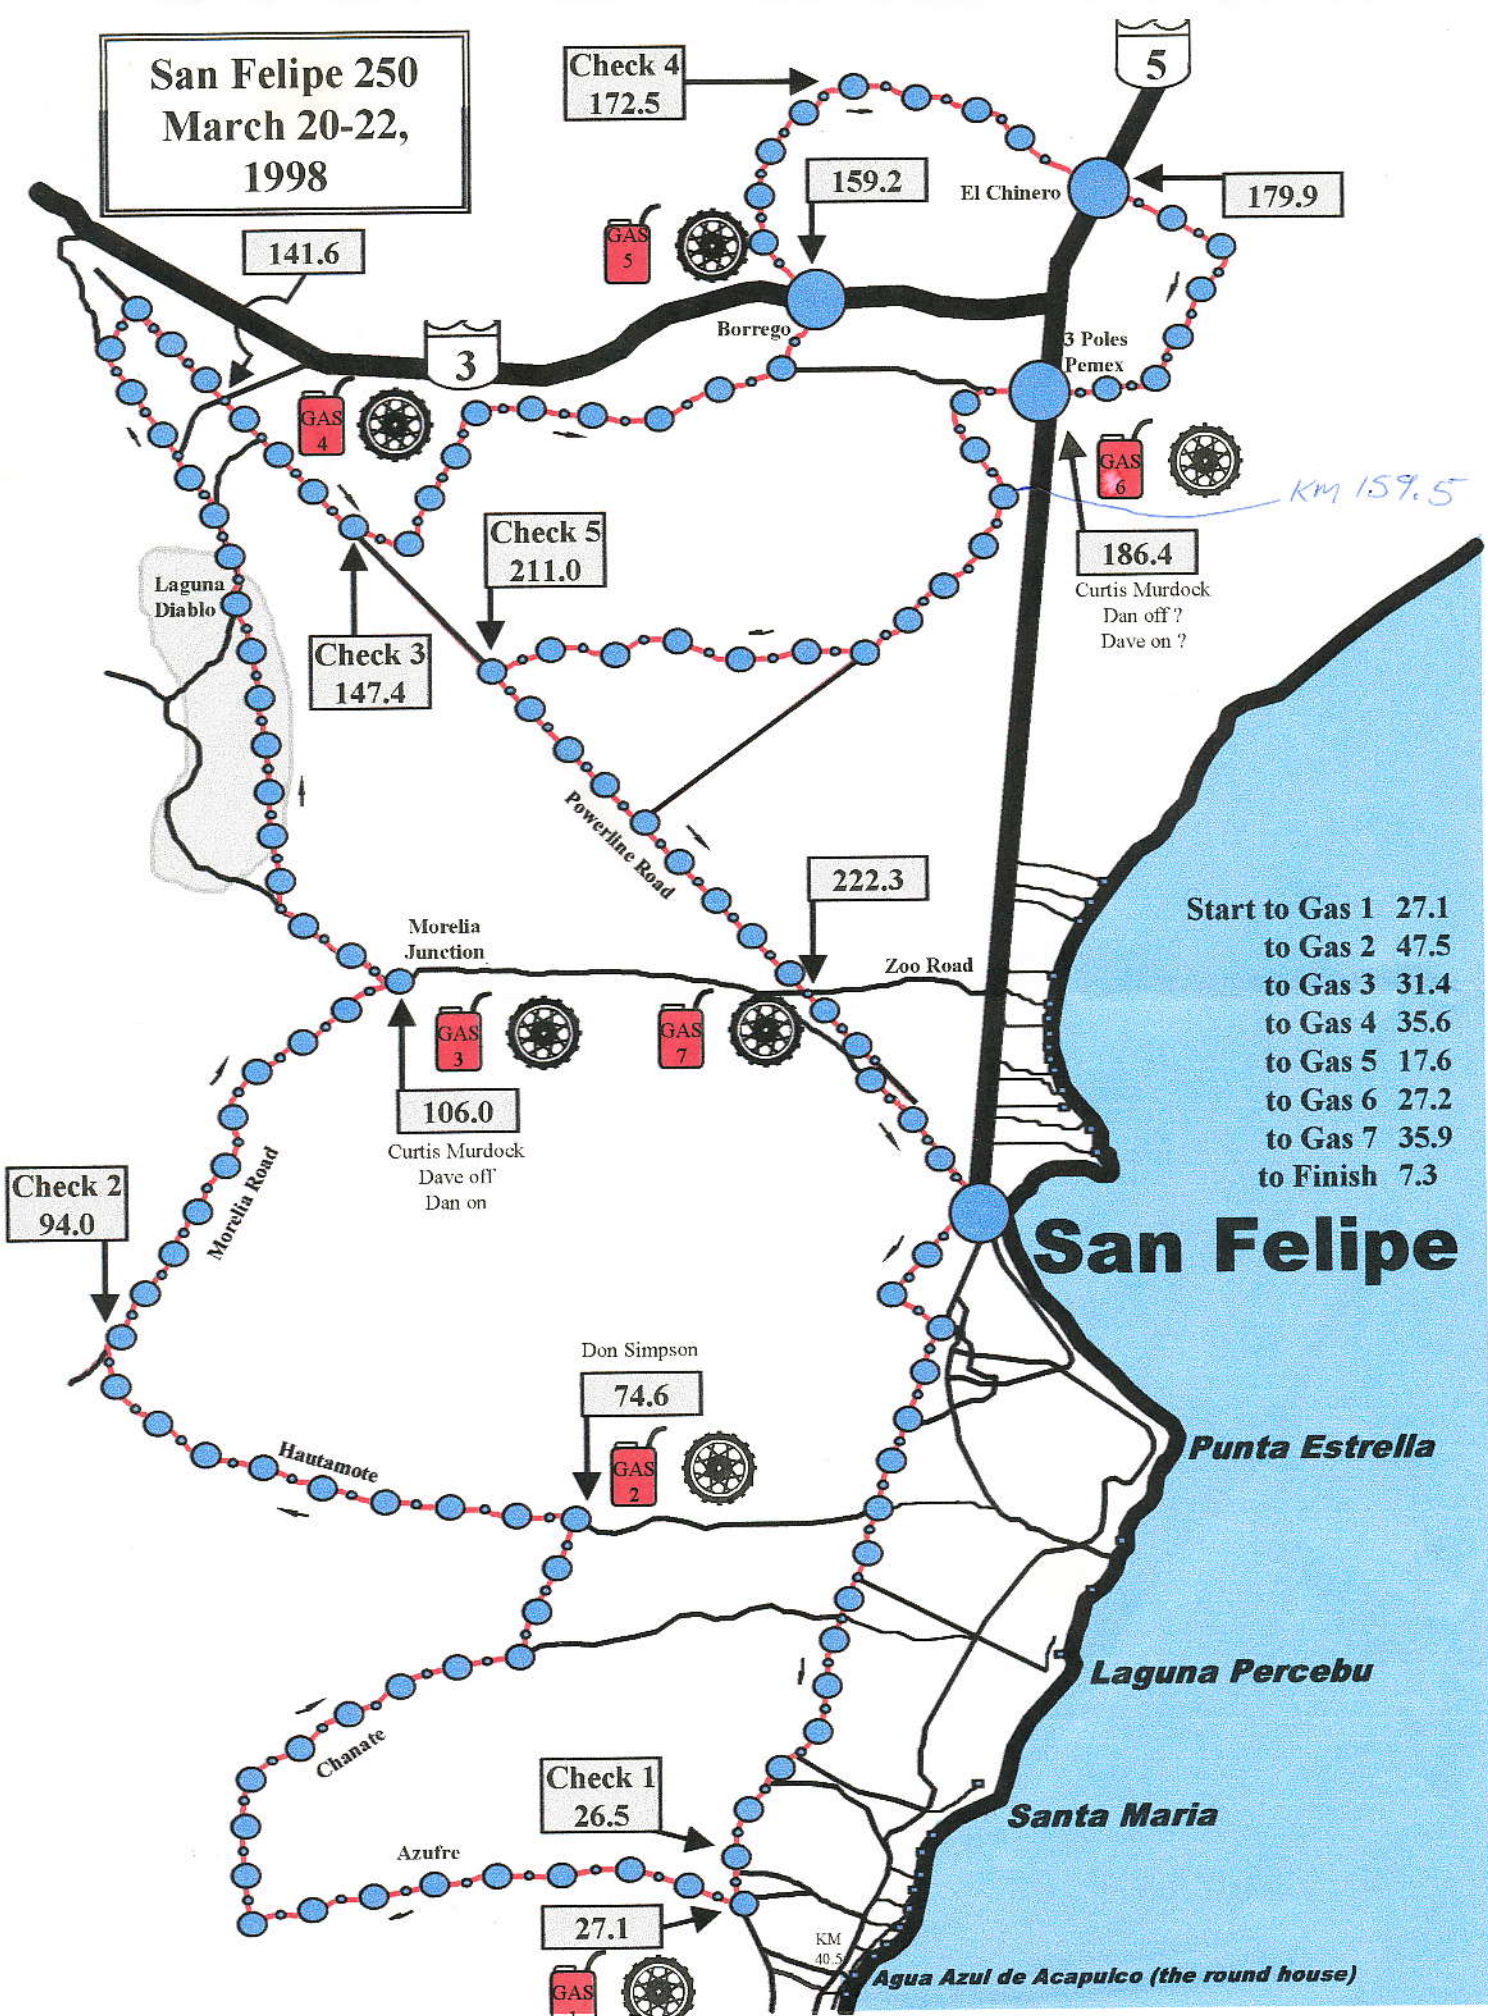 San Felipe 250
March 20-22,
1998
Check 4
172.5
5
159.2
El Chinero
179.9
GAS
5
141.6
Borrego
3
3 Poles
Pemex
GAS
4
GAS
6
KM 159.5
Check 5
211.0
186.4
Curtis Murdock
Dan off ?
Dave on ?
Laguna
Diablo
Check 3
147.4
Powerline Road
222.3
Start to Gas 1 27.1
to Gas 2 47.5
to Gas 3 31.4
to Gas 4 35.6
to Gas 5 17.6
to Gas 6 27.2
to Gas 7 35.9
to Finish 7.3
Morelia
Junction
Zoo Road
GAS
3
GAS
7
106.0
Curtis Murdock
Dave off
Dan on
Morelia Road
Check 2
94.0
San Felipe
Don Simpson
74.6
Hautamote
GAS
2
Punta Estrella
Laguna Percebu
Chanate
Check 1
26.5
Santa Maria
Azufre
27.1
KM
40.5
Agua Azul de Acapulco (the round house)
GAS